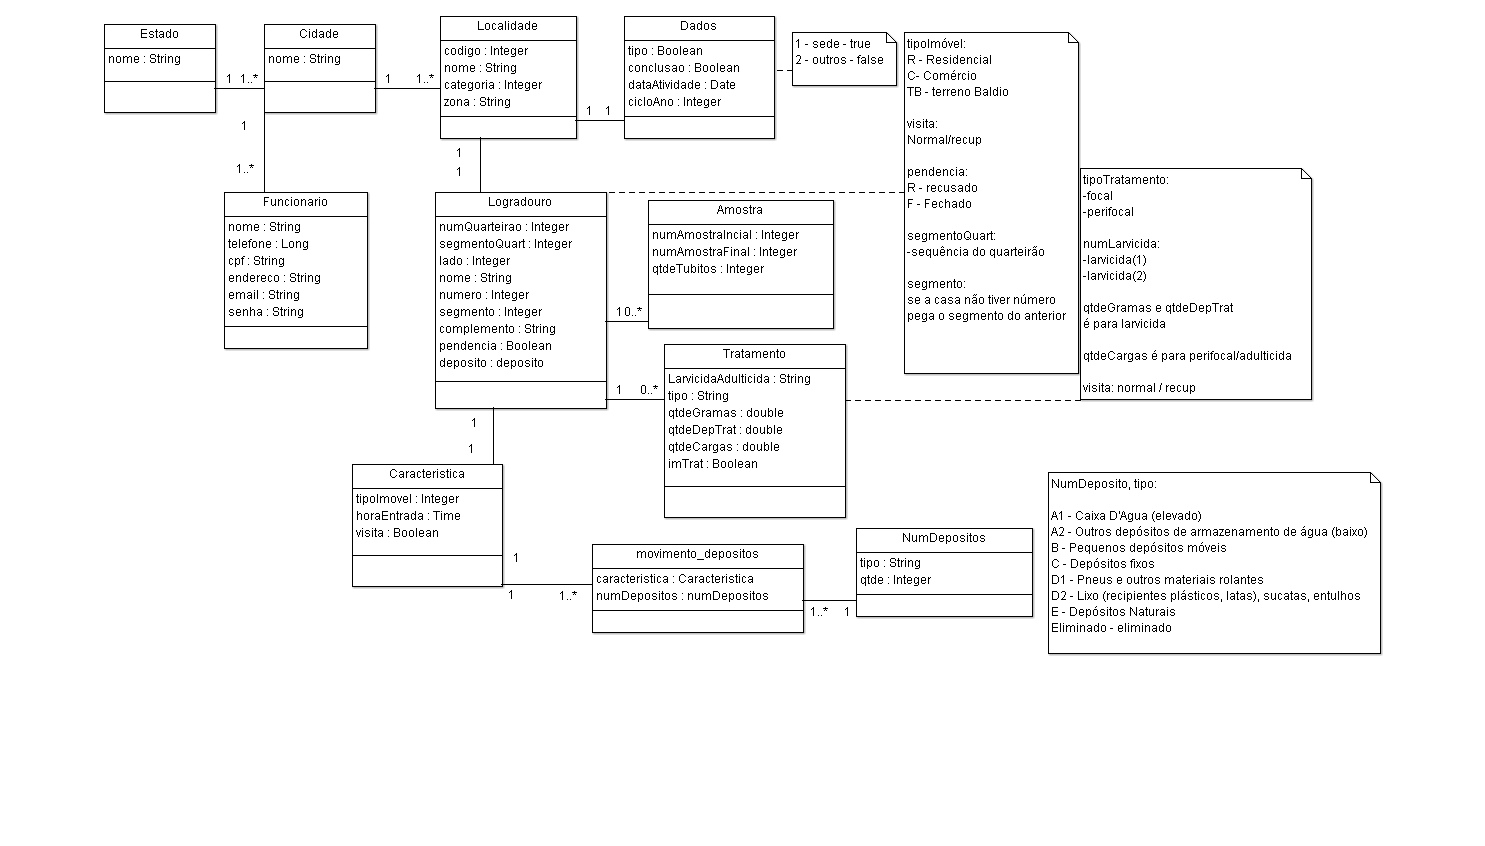 Estado
nome : String
1 1..*
Cidade
nome : String
1 1..*
Localidade
codigo : Integer
nome : String
categoria : Integer
zona : String
1 1
Dados
tipo : Boolean
conclusao : Boolean
dataAtividade : Date
cicloAno : Integer
1 - sede - true
2 - outros - false
tipoImóvel:
R - Residencial
C- Comércio
TB - terreno Baldio
visita:
Normal/recup
pendencia:
R - recusado
F - Fechado
segmentoQuart:
-sequência do quarteirão
segmento:
se a casa não tiver número
pega o segmento do anterior
tipoTratamento:
-focal
-perifocal
numLarvicida:
-larvicida(1)
-larvicida(2)
qtdeGramas e qtdeDepTrat
é para larvicida
qtdeCargas é para perifocal/adulticida
visita: normal / recup
1
1..*
Funcionario
nome : String
telefone : Long
cpf : String
endereco : String
email : String
senha : String
1
1
Logradouro
numQuarteirao : Integer
segmentoQuart : Integer
lado : Integer
nome : String
numero : Integer
segmento : Integer
complemento : String
pendencia : Boolean
deposito : deposito
1 0..*
Amostra
numAmostraIncial : Integer
numAmostraFinal : Integer
qtdeTubitos : Integer
1 0..*
Tratamento
LarvicidaAdulticida : String
tipo : String
qtdeGramas : double
qtdeDepTrat : double
qtdeCargas : double
imTrat : Boolean
1
1
Caracteristica
tipoImovel : Integer
horaEntrada : Time
visita : Boolean
1
1 1..*
movimento_depositos
caracteristica : Caracteristica
numDepositos : numDepositos
1..* 1
NumDepositos
tipo : String
qtde : Integer
NumDeposito, tipo:
A1 - Caixa D'Agua (elevado)
A2 - Outros depósitos de armazenamento de água (baixo)
B - Pequenos depósitos móveis
C - Depósitos fixos
D1 - Pneus e outros materiais rolantes
D2 - Lixo (recipientes plásticos, latas), sucatas, entulhos
E - Depósitos Naturais
Eliminado - eliminado